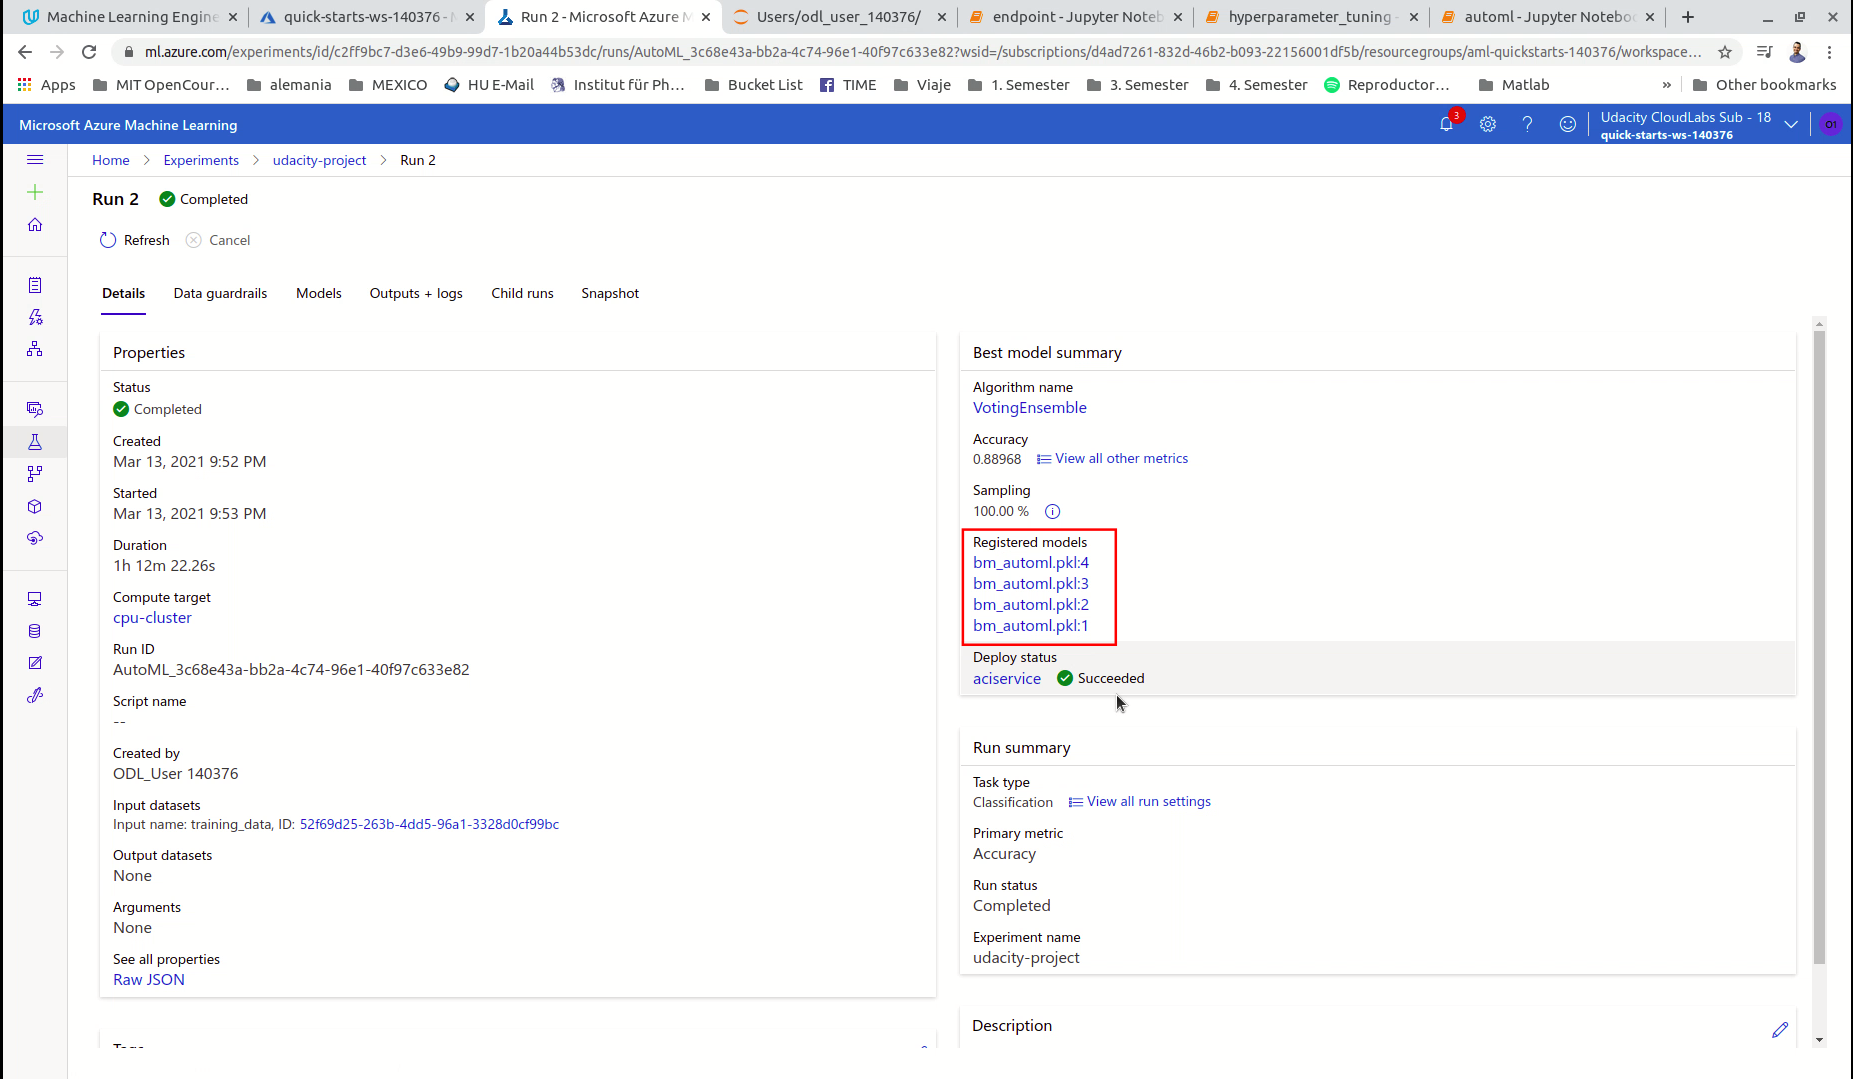 Machine Learning Engine
quick-starts-ws-140376 - M
Run 2 - Microsoft Azure M
Users/odl_user_140376/
endpoint - Jupyter Noteb
hyperparameter_tuning -
automl - Jupyter Noteboo
ml.azure.com/experiments/id/c2ff9bc7-d3e6-49b9-99d7-1b20a44b53dc/runs/AutoML_3c68e43a-bb2a-4c74-96e1-40f97c633e82?wsid=/subscriptions/d4ad7261-832d-46b2-b093-22156001df5b/resourcegroups/aml-quickstarts-140376/workspace...
Apps
MIT OpenCour...
alemania
MEXICO
HU E-Mail
Institut für Ph...
Bucket List
TIME
Viaje
1. Semester
3. Semester
4. Semester
Reproductor...
Matlab
»
Other bookmarks
Microsoft Azure Machine Learning
3
Udacity CloudLabs Sub - 18
quick-starts-ws-140376
O1
Home > Experiments > udacity-project > Run 2
Run 2 Completed
Refresh Cancel
Details Data guardrails Models Outputs + logs Child runs Snapshot
Properties
Status
Completed
Created
Mar 13, 2021 9:52 PM
Started
Mar 13, 2021 9:53 PM
Duration
1h 12m 22.26s
Compute target
cpu-cluster
Run ID
AutoML_3c68e43a-bb2a-4c74-96e1-40f97c633e82
Script name
--
Created by
ODL_User 140376
Input datasets
Input name: training_data, ID: 52f69d25-263b-4dd5-96a1-3328d0cf99bc
Output datasets
None
Arguments
None
See all properties
Raw JSON
Best model summary
Algorithm name
VotingEnsemble
Accuracy
0.88968 View all other metrics
Sampling
100.00 %
Registered models
bm_automl.pkl:4
bm_automl.pkl:3
bm_automl.pkl:2
bm_automl.pkl:1
Deploy status
aciservice Succeeded
Run summary
Task type
Classification View all run settings
Primary metric
Accuracy
Run status
Completed
Experiment name
udacity-project
Description